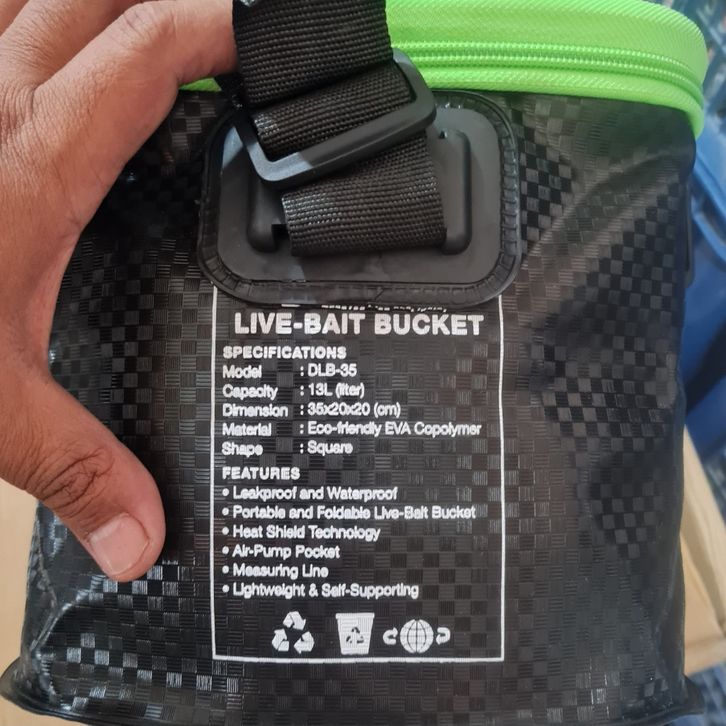 LIVE-BAIT BUCKET
SPECIFICATIONS
Model : DLB-35
Capacity : 13L (liter)
Dimension : 35x20x20 (cm)
Material : Eco-friendly EVA Copolymer
Shape : Square
FEATURES
• Leakproof and Waterproof
• Portable and Foldable Live-Bait Bucket
• Heat Shield Technology
• Air-Pump Pocket
• Measuring Line
• Lightweight & Self-Supporting